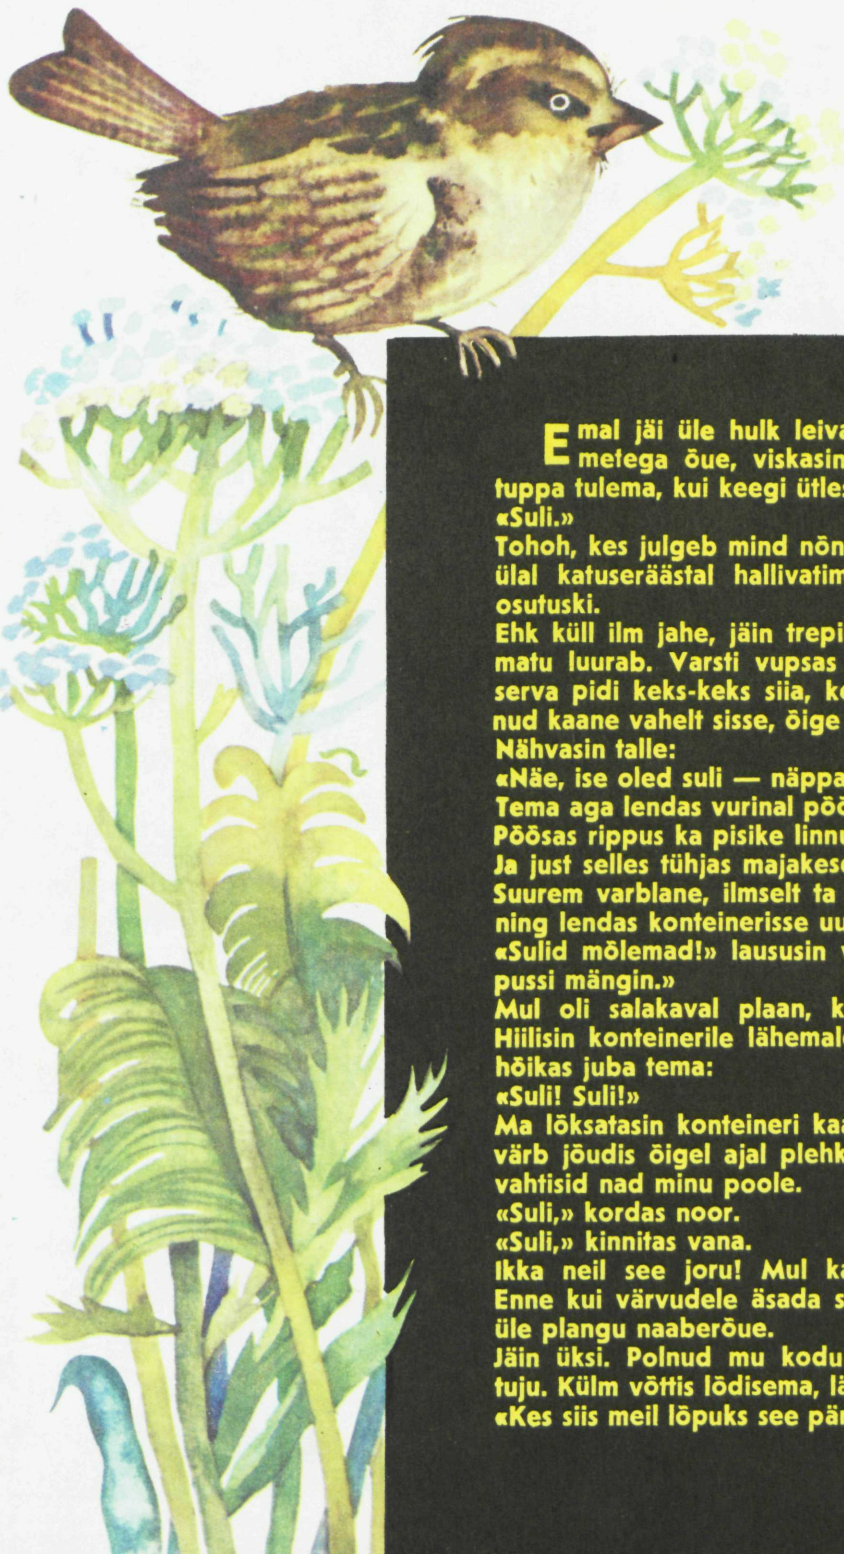 Emal jäi üle hulk leiva
metega õue, viskasin
tuppa tulema, kui keegi ütles
«Suli.»
Tohoh, kes julgeb mind nõn
ülal katuseräästal hallivatim
osutuski.
Ehk küll ilm jahe, jäin trepi
matu luurab. Varsti vupsas
serva pidi keks-keks siia, ke
nud kaane vahelt sisse, õige
Nähvasin talle:
«Näe, ise oled suli — näppa
Tema aga lendas vurinal põõ
Põõsas rippus ka pisike linnu
Ja just selles tühjas majakese
Suurem varblane, ilmselt ta
ning lendas konteinerisse uu
«Sulid mõlemad!» laususin v
pussi mängin.»
Mul oli salakaval plaan, k
Hiilisin konteinerile lähemale
hõikas juba tema:
«Suli! Suli!»
Ma lõksatasin konteineri kaa
värb jõudis õigel ajal plehk
vahtisid nad minu poole.
«Suli,» kordas noor.
«Suli,» kinnitas vana.
Ikka neil see joru! Mul ka
Enne kui värvudele äsada s
üle plangu naaberõue.
Jäin üksi. Polnud mu kodu
tuju. Külm võttis lõdisema, lä
«Kes siis meil lõpuks see pär